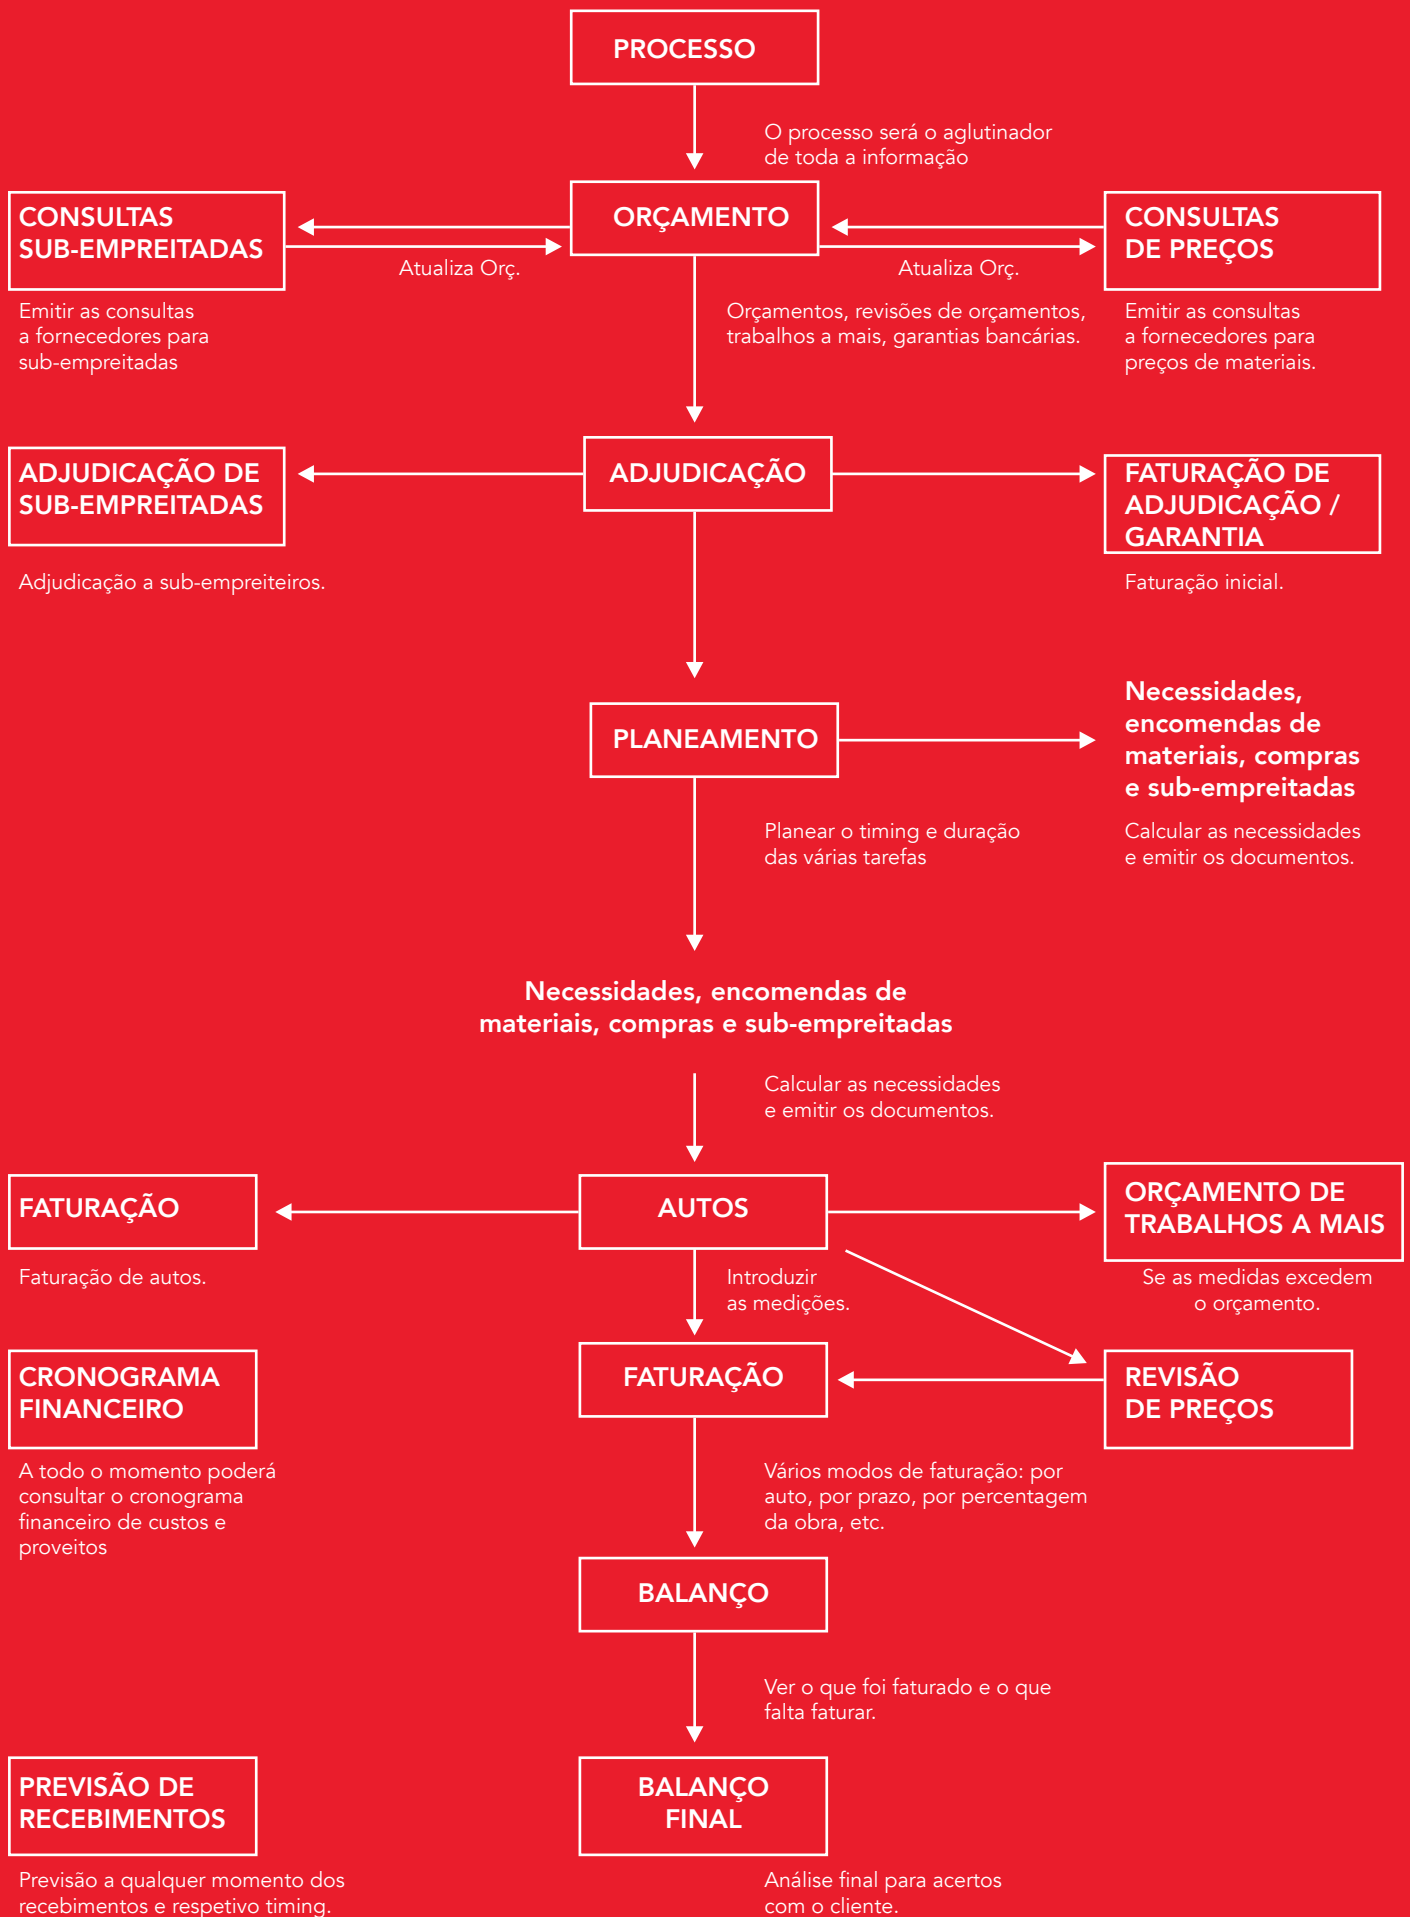 PROCESSO
O processo será o aglutinador
de toda a informação
CONSULTAS
SUB-EMPREITADAS
Emitir as consultas
a fornecedores para
sub-empreitadas
Atualiza Orç.
ORÇAMENTO
Atualiza Orç.
Orçamentos, revisões de orçamentos,
trabalhos a mais, garantias bancárias.
CONSULTAS
DE PREÇOS
Emitir as consultas
a fornecedores para
preços de materiais.
ADJUDICAÇÃO DE
SUB-EMPREITADAS
Adjudicação a sub-empreiteiros.
ADJUDICAÇÃO
FATURAÇÃO DE
ADJUDICAÇÃO /
GARANTIA
Faturação inicial.
PLANEAMENTO
Planear o timing e duração
das várias tarefas
Necessidades,
encomendas de
materiais, compras
e sub-empreitadas
Calcular as necessidades
e emitir os documentos.
Necessidades, encomendas de
materiais, compras e sub-empreitadas
Calcular as necessidades
e emitir os documentos.
FATURAÇÃO
Faturação de autos.
AUTOS
Introduzir
as medições.
ORÇAMENTO DE
TRABALHOS A MAIS
Se as medidas excedem
o orçamento.
CRONOGRAMA
FINANCEIRO
A todo o momento poderá
consultar o cronograma
financeiro de custos e
proveitos
FATURAÇÃO
Vários modos de faturação: por
auto, por prazo, por percentagem
da obra, etc.
REVISÃO
DE PREÇOS
BALANÇO
Ver o que foi faturado e o que
falta faturar.
PREVISÃO DE
RECEBIMENTOS
Previsão a qualquer momento dos
recebimentos e respetivo timing.
BALANÇO
FINAL
Análise final para acertos
com o cliente.